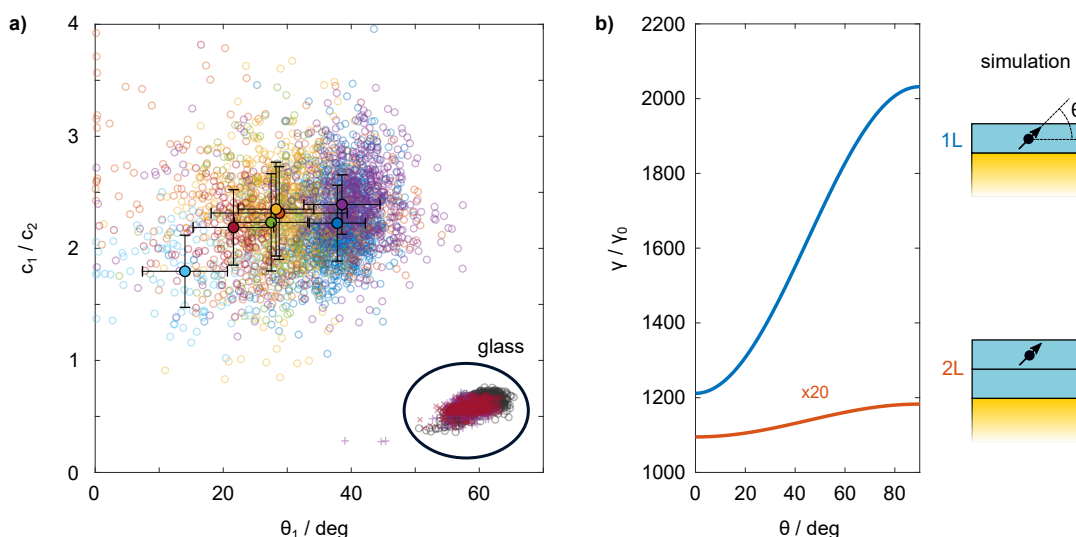 a)
4
3
2
1
0
c₁ / c₂
0
20
40
60
θ₁ / deg
glass
b)
2200
2000
1800
1600
1400
1200
1000
γ / γ₀
0
20
40
60
80
θ / deg
x20
simulation
θ
1L
2L